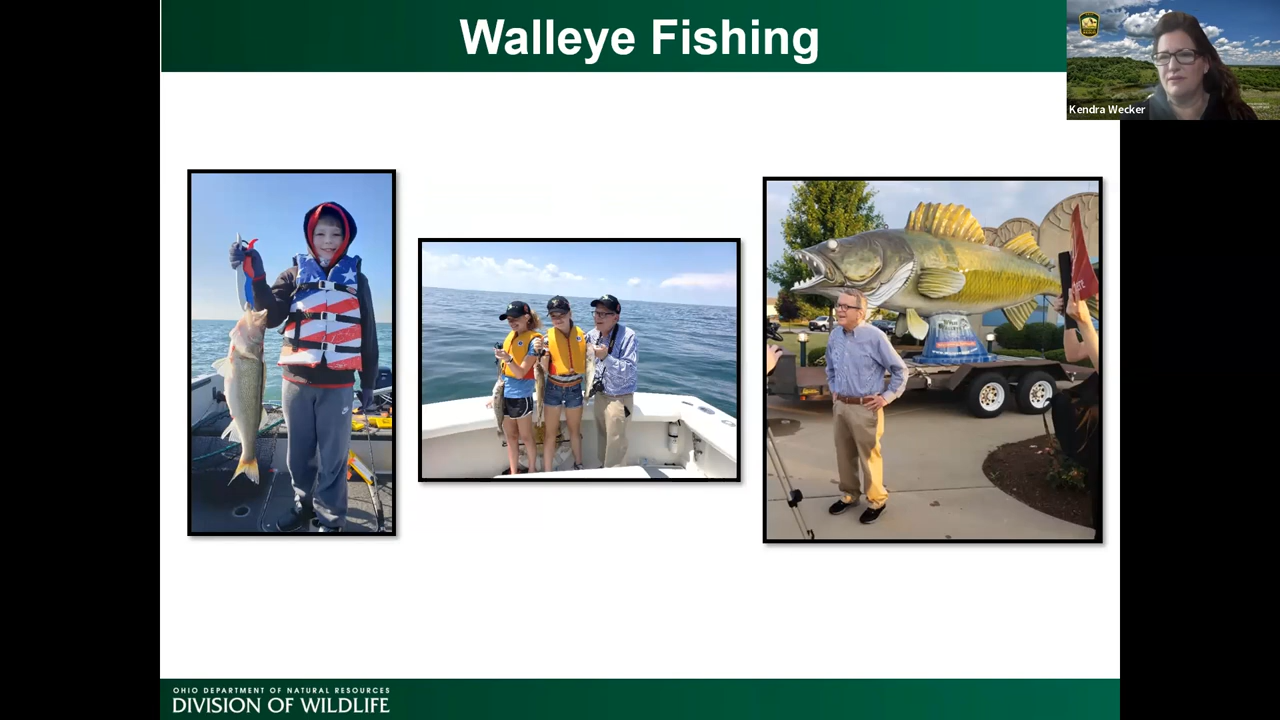 Walleye Fishing
Kendra Wecker
OHIO DEPARTMENT OF NATURAL RESOURCES
DIVISION OF WILDLIFE